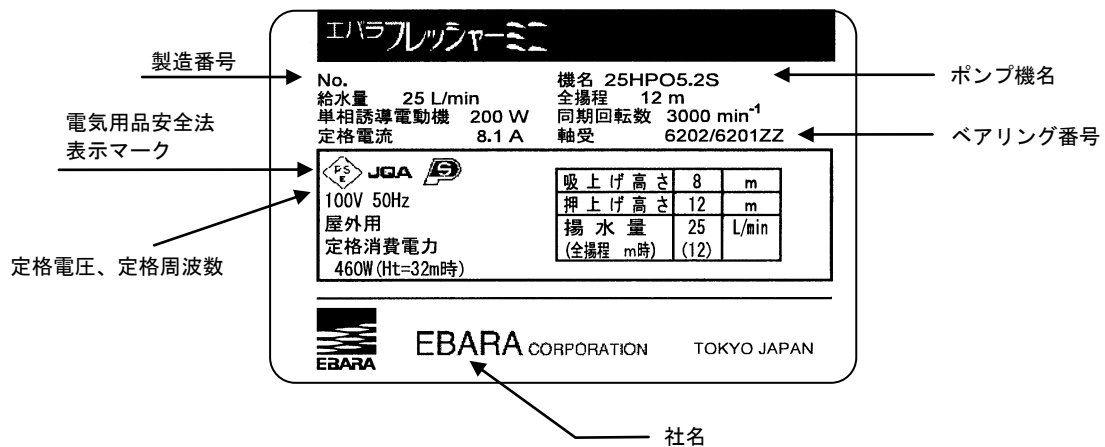 エバラフレッシャーミニ
製造番号
No.
機名 25HPO5.2S
ポンプ機名
給水量 25 L/min
全揚程 12 m
電気用品安全法
表示マーク
単相誘導電動機 200 W
同期回転数 3000 min⁻¹
定格電流 8.1 A
軸受 6202/6201ZZ
ベアリング番号
PS
E
JQA
PS
100V 50Hz
屋外用
定格消費電力
460W(Ht=32m時)
定格電圧、定格周波数
吸上げ高さ 8 m
押上げ高さ 12 m
揚水量 25 L/min
(全揚程 m時) (12)
EBARA
EBARA CORPORATION TOKYO JAPAN
社名